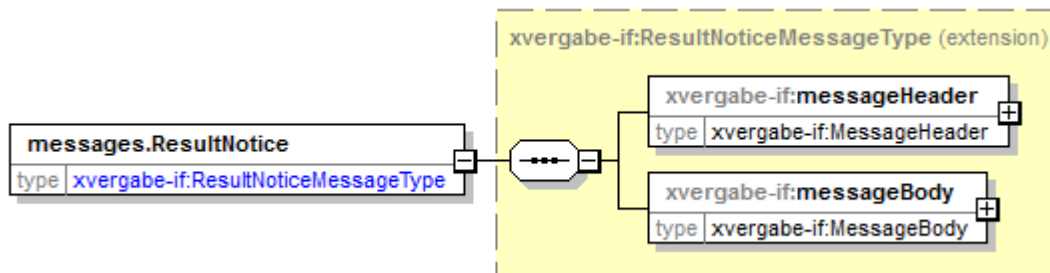 xvergabe-if:ResultNoticeMessageType (extension)
xvergabe-if:messageHeader
type xvergabe-if:MessageHeader
messages.ResultNotice
type xvergabe-if:ResultNoticeMessageType
xvergabe-if:messageBody
type xvergabe-if:MessageBody